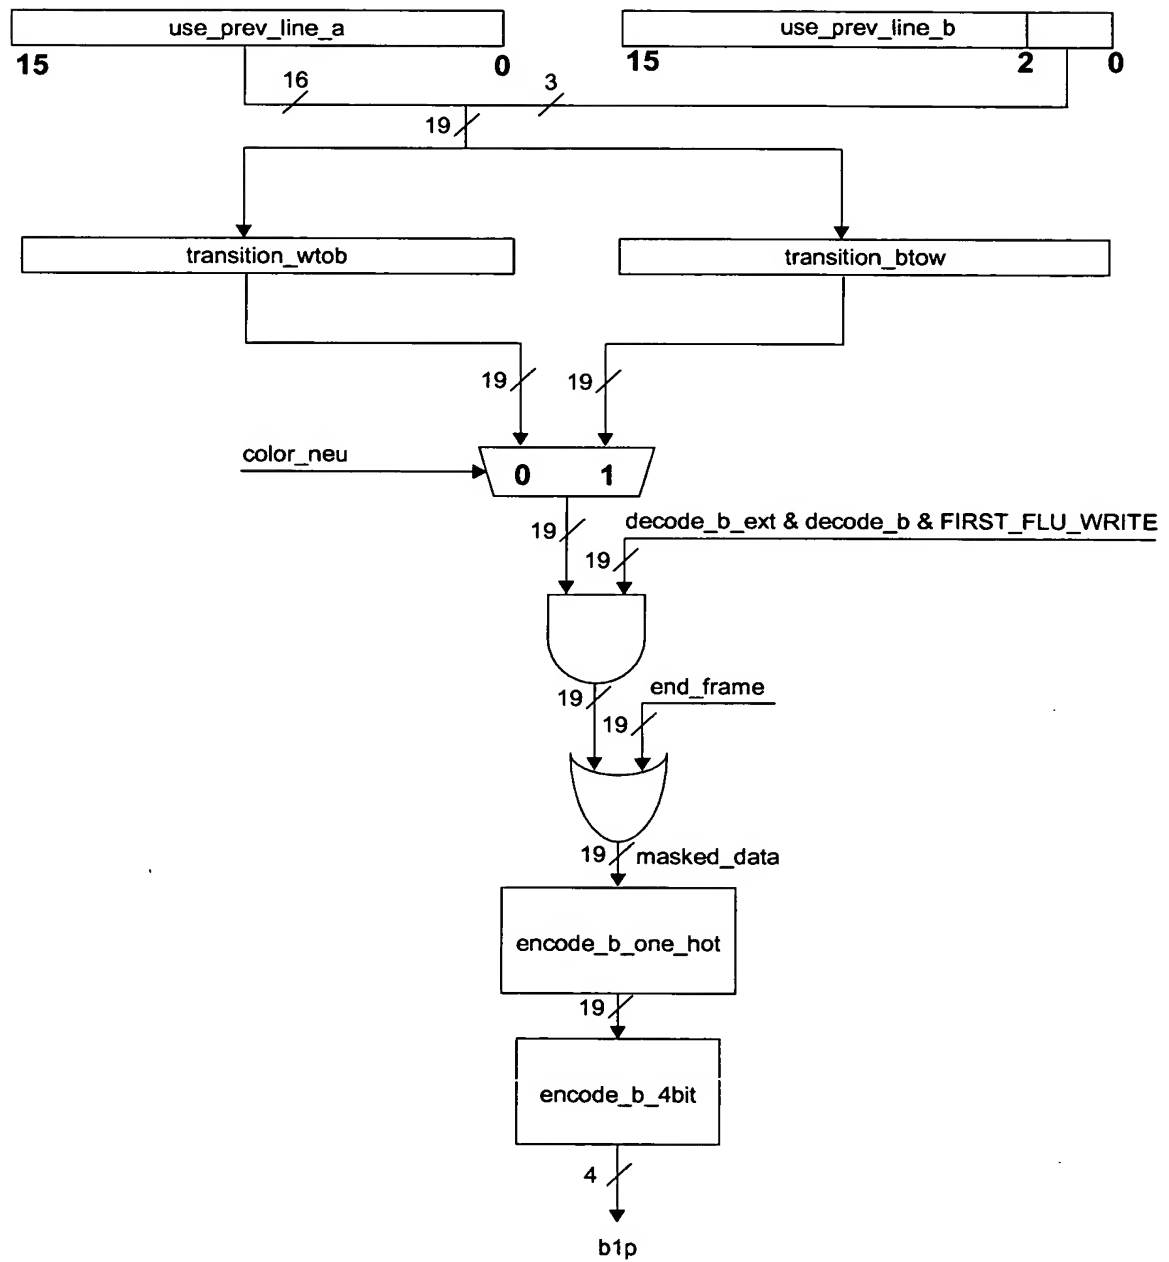 use_prev_line_a
use_prev_line_b
15 0
15 2 0
16
3
19
transition_wtob
transition_btow
19 19
color_neu
0 1
19
decode_b_ext & decode_b & FIRST_FLU_WRITE
19
19
end_frame
19
19
masked_data
encode_b_one_hot
19
encode_b_4bit
4
b1p